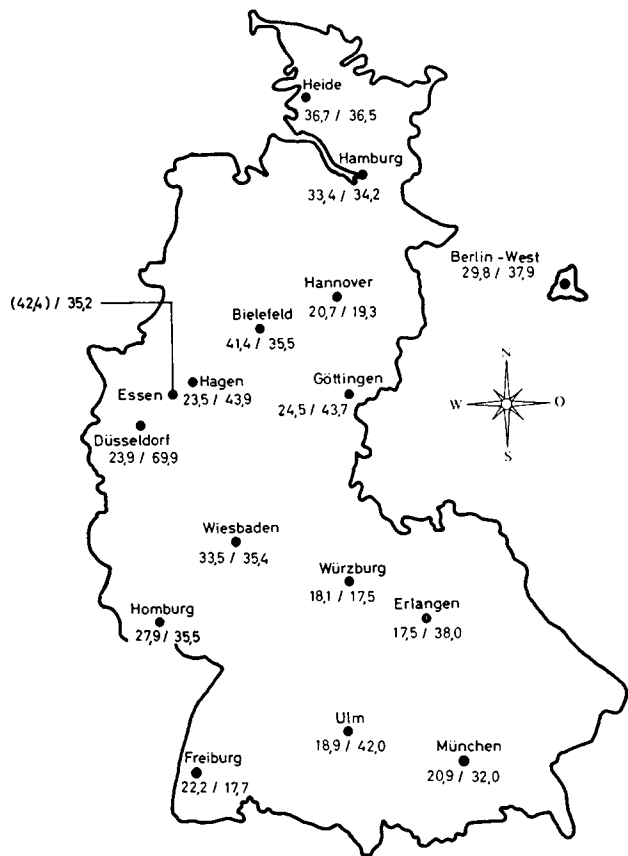 Heide
36,7 / 36,5
Hamburg
33,4 / 34,2
Berlin -West
29,8 / 37,9
Hannover
20,7 / 19,3
(42,4) / 35,2
Bielefeld
41,4 / 35,5
Hagen
23,5 / 43,9
Essen
Göttingen
24,5 / 43,7
Düsseldorf
23,9 / 69,9
N
W O
S
Wiesbaden
33,5 / 35,4
Würzburg
18,1 / 17,5
Erlangen
17,5 / 38,0
Homburg
27,9 / 35,5
Ulm
18,9 / 42,0
München
20,9 / 32,0
Freiburg
22,2 / 17,7